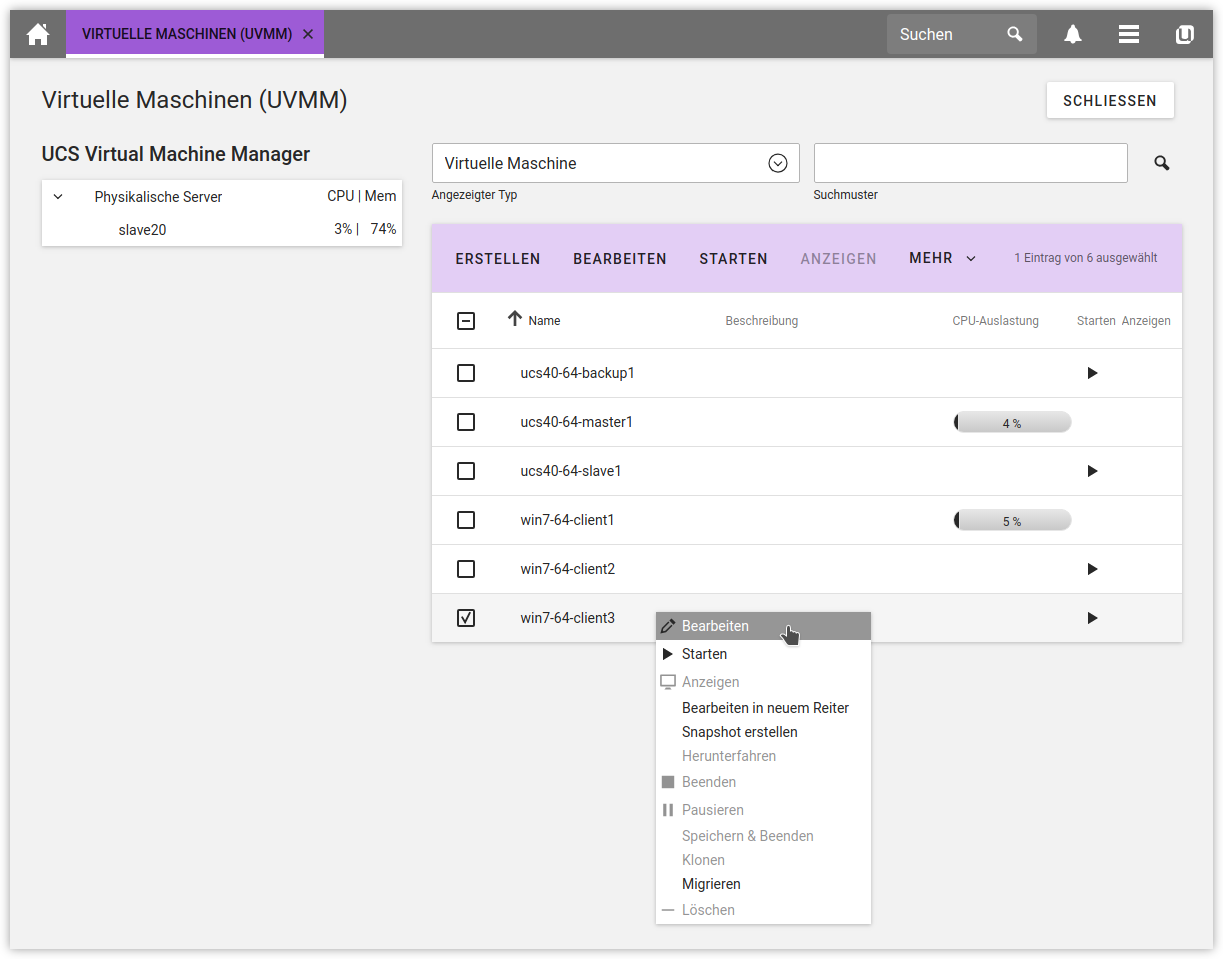 VIRTUELLE MASCHINEN (UVMM)
Suchen
Virtuelle Maschinen (UVMM)
SCHLIESSEN
UCS Virtual Machine Manager
Physikalische Server CPU | Mem
slave20 3% | 74%
Virtuelle Maschine
Angezeigter Typ
Suchmuster
ERSTELLEN BEARBEITEN STARTEN ANZEIGEN MEHR 1 Eintrag von 6 ausgewählt
Name Beschreibung CPU-Auslastung Starten Anzeigen
ucs40-64-backup1
ucs40-64-master1 4 %
ucs40-64-slave1
win7-64-client1 5 %
win7-64-client2
win7-64-client3
Bearbeiten
Starten
Anzeigen
Bearbeiten in neuem Reiter
Snapshot erstellen
Herunterfahren
Beenden
Pausieren
Speichern & Beenden
Klonen
Migrieren
Löschen